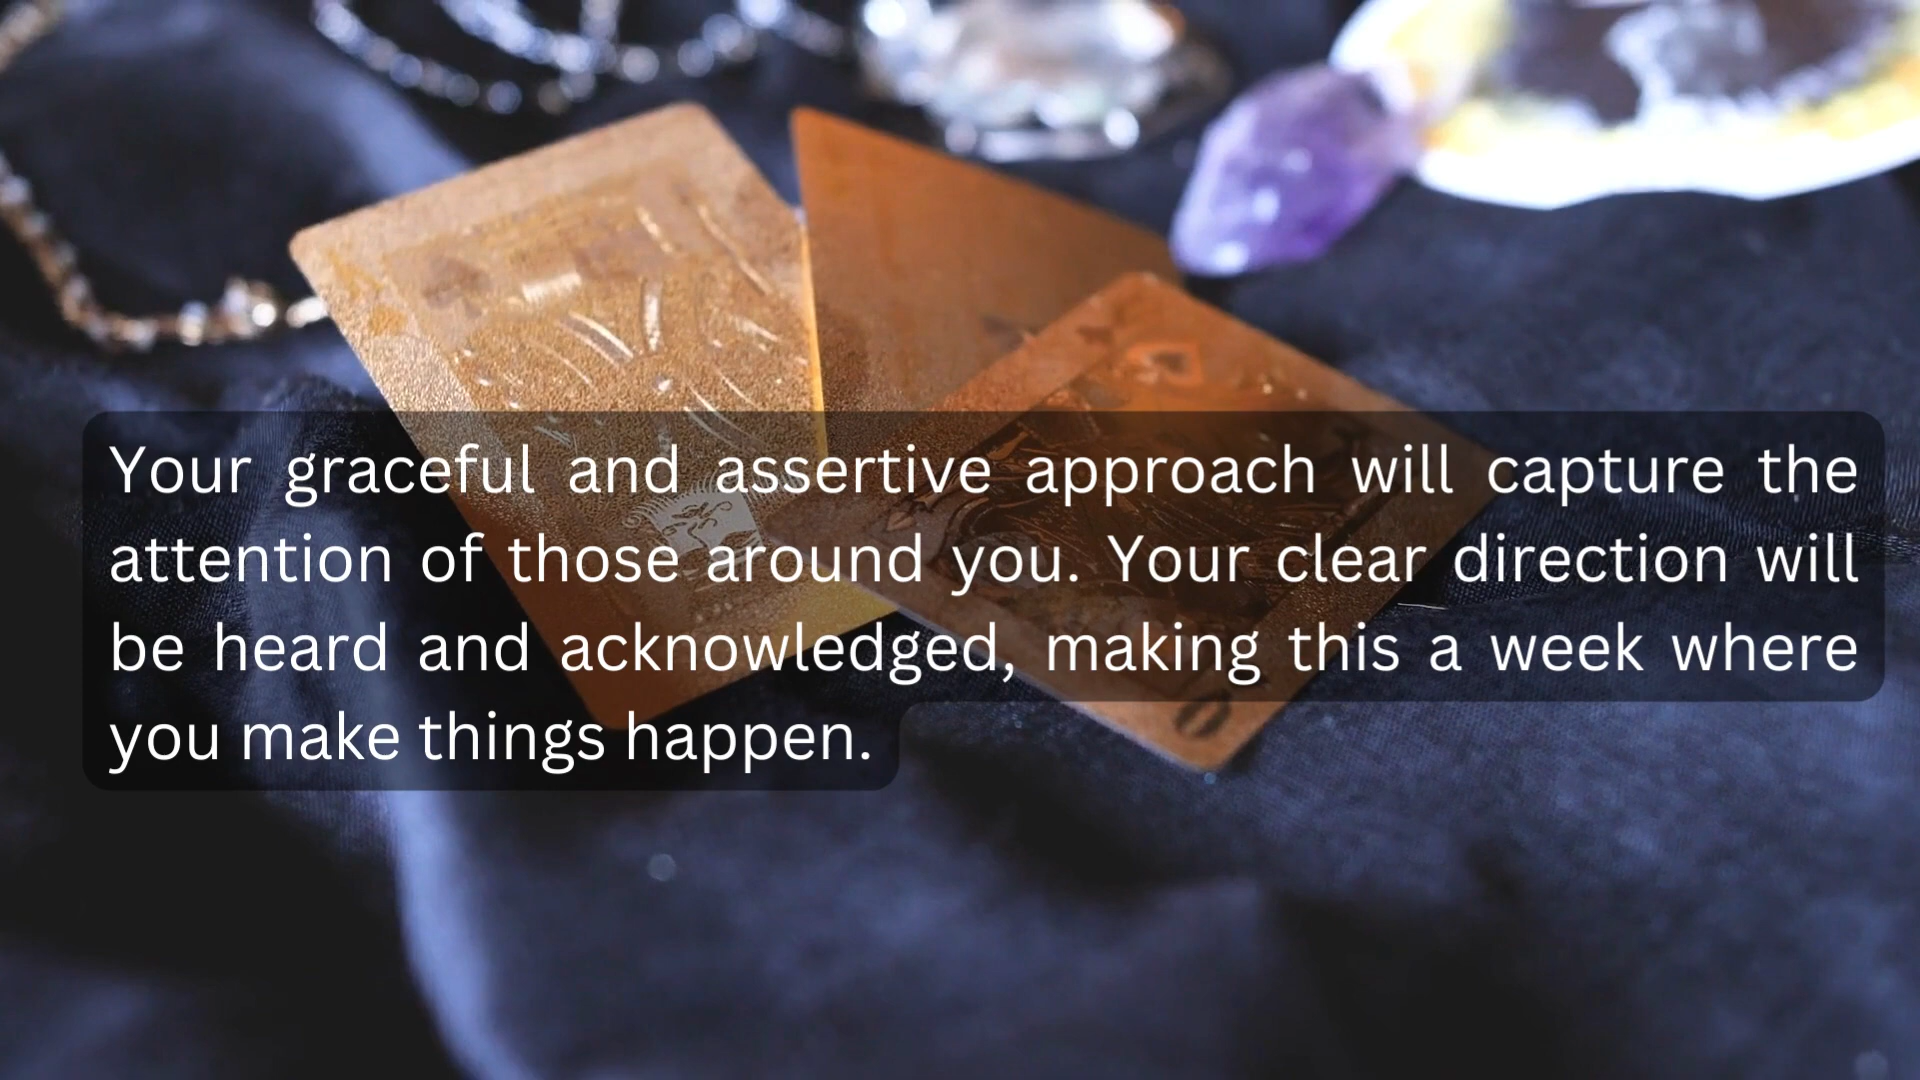 Your graceful and assertive approach will capture the
attention of those around you. Your clear direction will
be heard and acknowledged, making this a week where
you make things happen.